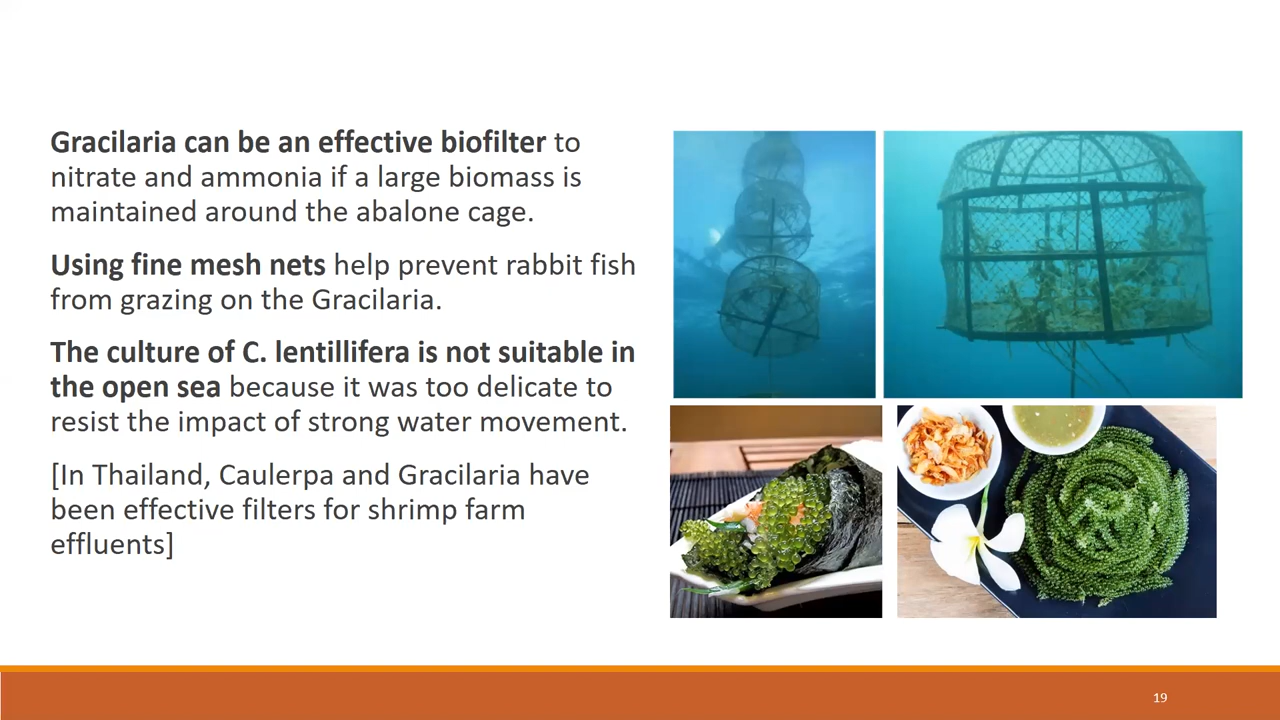 Gracilaria can be an effective biofilter to
nitrate and ammonia if a large biomass is
maintained around the abalone cage.
Using fine mesh nets help prevent rabbit fish
from grazing on the Gracilaria.
The culture of C. lentillifera is not suitable in
the open sea because it was too delicate to
resist the impact of strong water movement.
[In Thailand, Caulerpa and Gracilaria have
been effective filters for shrimp farm
effluents]
19